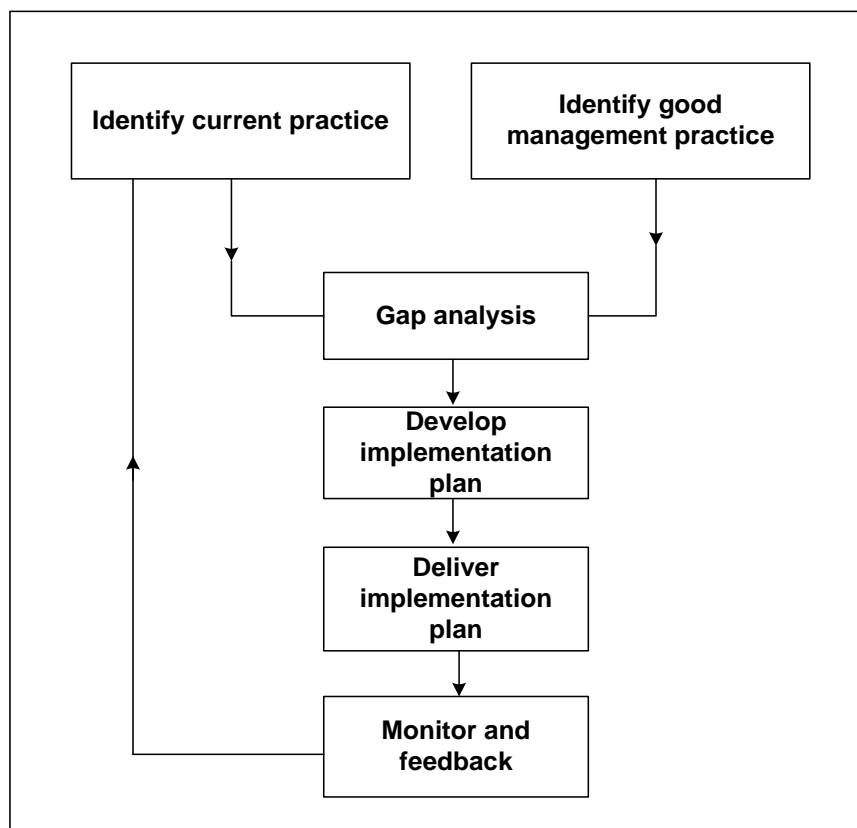 Identify current practice
Identify good
management practice
Gap analysis
Develop
implementation
plan
Deliver
implementation
plan
Monitor and
feedback